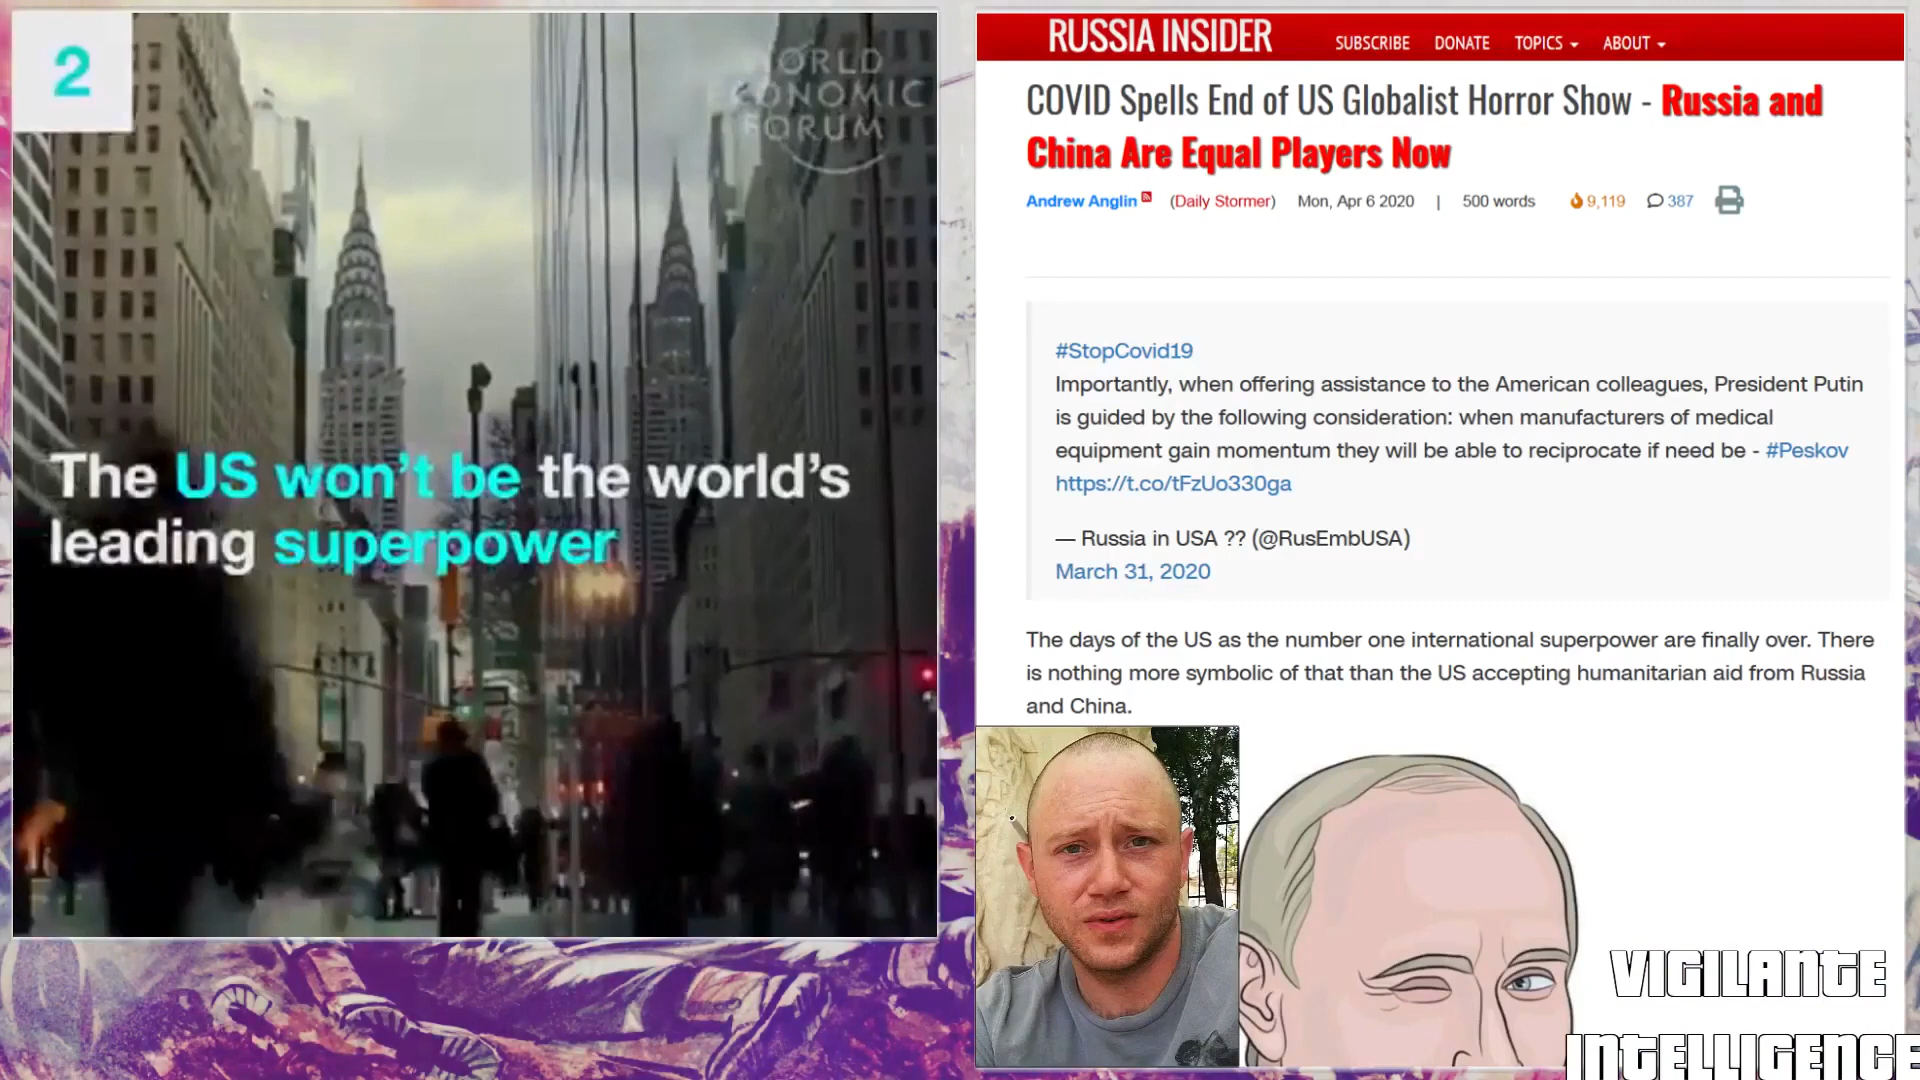 2
WORLD
ECONOMIC
FORUM
The US won't be the world's
leading superpower
RUSSIA INSIDER
SUBSCRIBE DONATE TOPICS ABOUT
COVID Spells End of US Globalist Horror Show - Russia and
China Are Equal Players Now
Andrew Anglin (Daily Stormer) Mon, Apr 6 2020 | 500 words 9,119 387
#StopCovid19
Importantly, when offering assistance to the American colleagues, President Putin
is guided by the following consideration: when manufacturers of medical
equipment gain momentum they will be able to reciprocate if need be - #Peskov
https://t.co/tFzUo330ga
— Russia in USA ?? (@RusEmbUSA)
March 31, 2020
The days of the US as the number one international superpower are finally over. There
is nothing more symbolic of that than the US accepting humanitarian aid from Russia
and China.
VIGILANTE
INTELLIGENCE